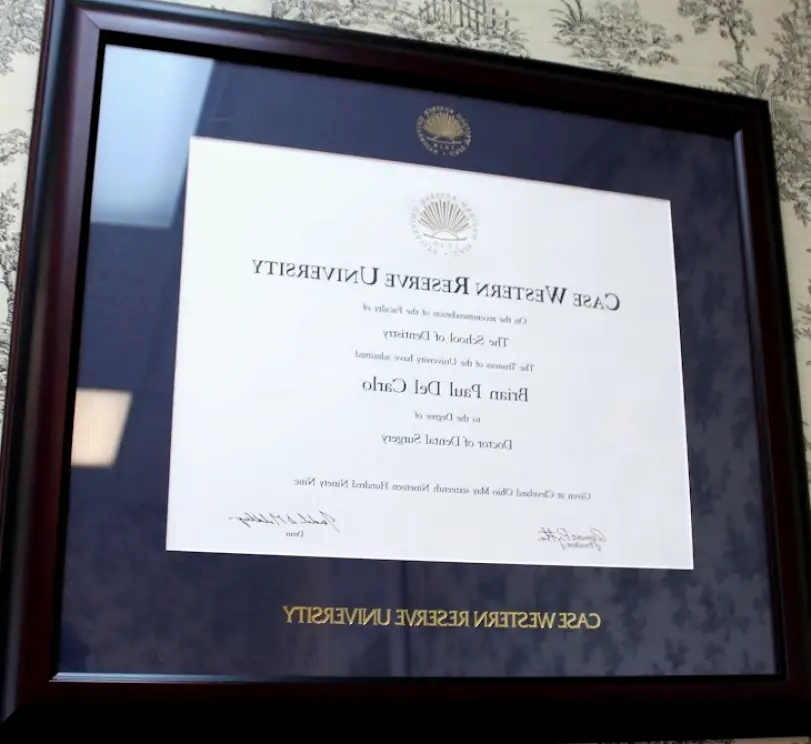 CASE WESTERN RESERVE UNIVERSITY
On the recommendation of the Faculty of
The School of Dentistry
The Trustees of the University have admitted
Brian Paul Del Carlo
to the Degree of
Doctor of Dental Surgery
Given at Cleveland Ohio May sixteenth Nineteen Hundred Ninety Nine
President
Dean
CASE WESTERN RESERVE UNIVERSITY